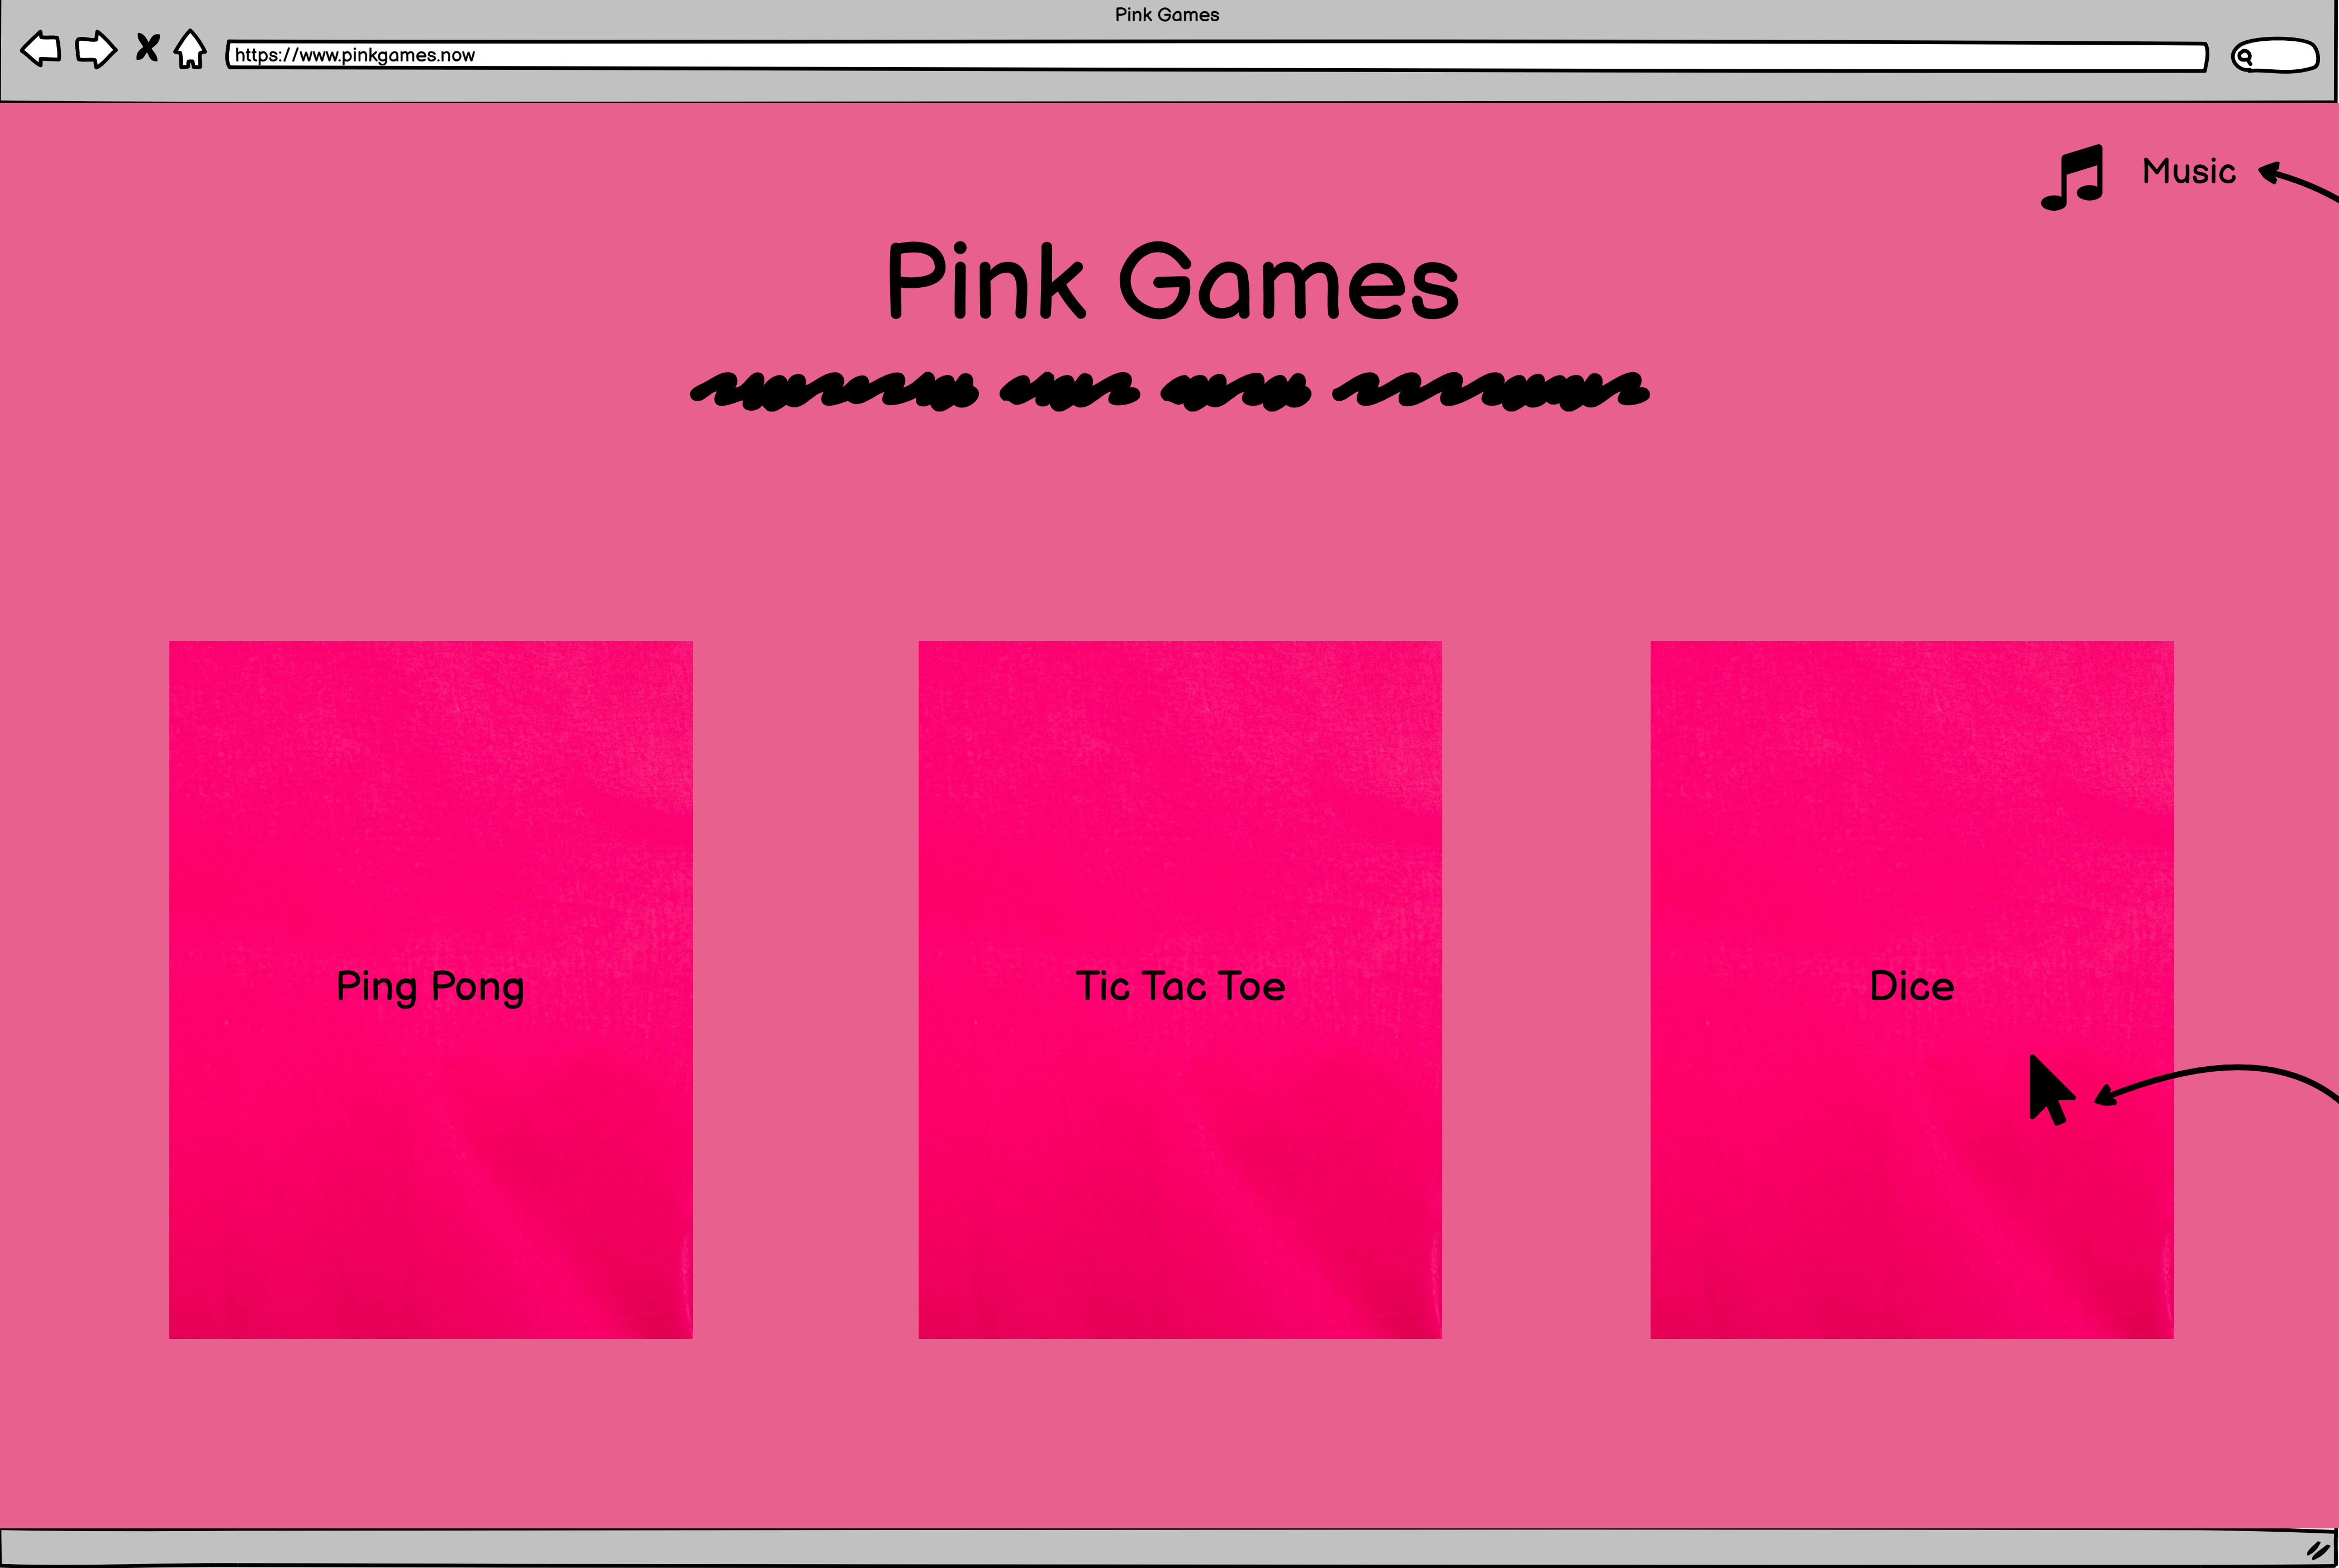 Pink Games
https://www.pinkgames.now
Music
Pink Games
Ping Pong
Tic Tac Toe
Dice